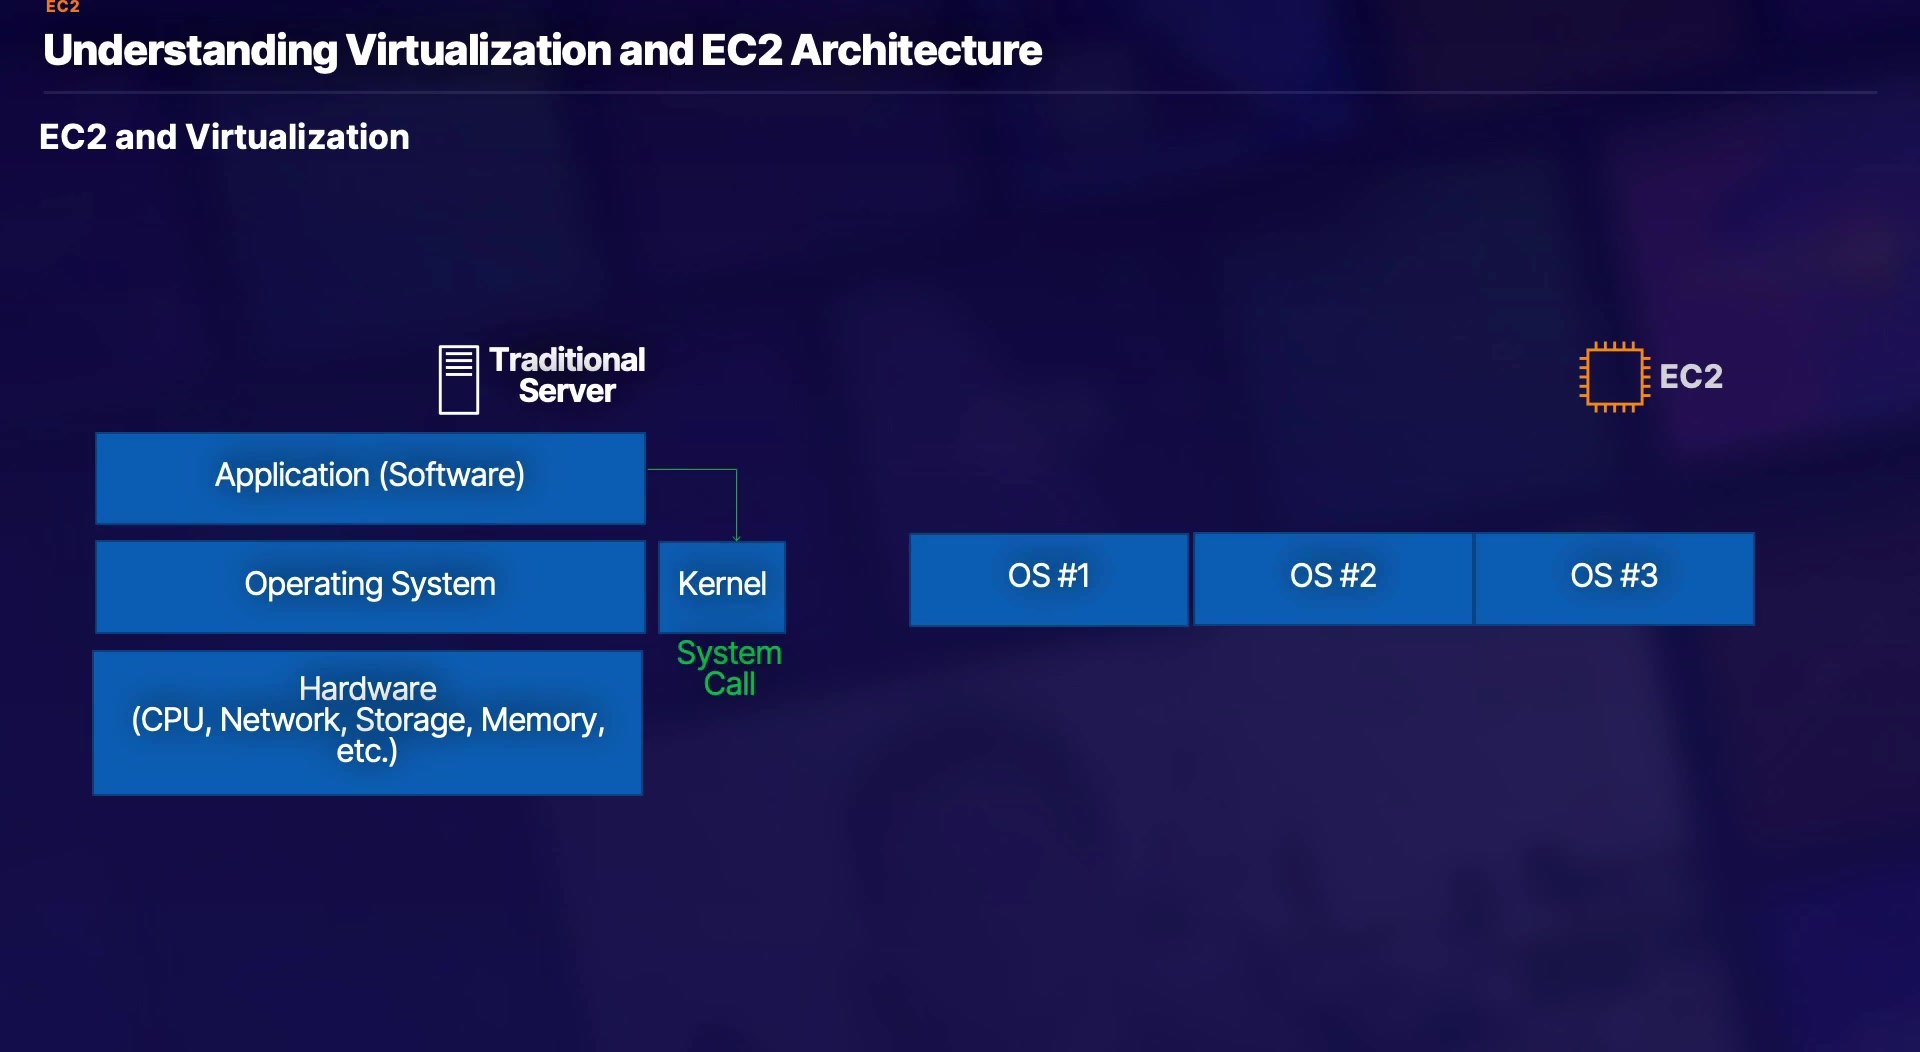 EC2
Understanding Virtualization and EC2 Architecture
EC2 and Virtualization
Traditional
Server
Application (Software)
Operating System
Kernel
System
Call
Hardware
(CPU, Network, Storage, Memory,
etc.)
EC2
OS #1
OS #2
OS #3